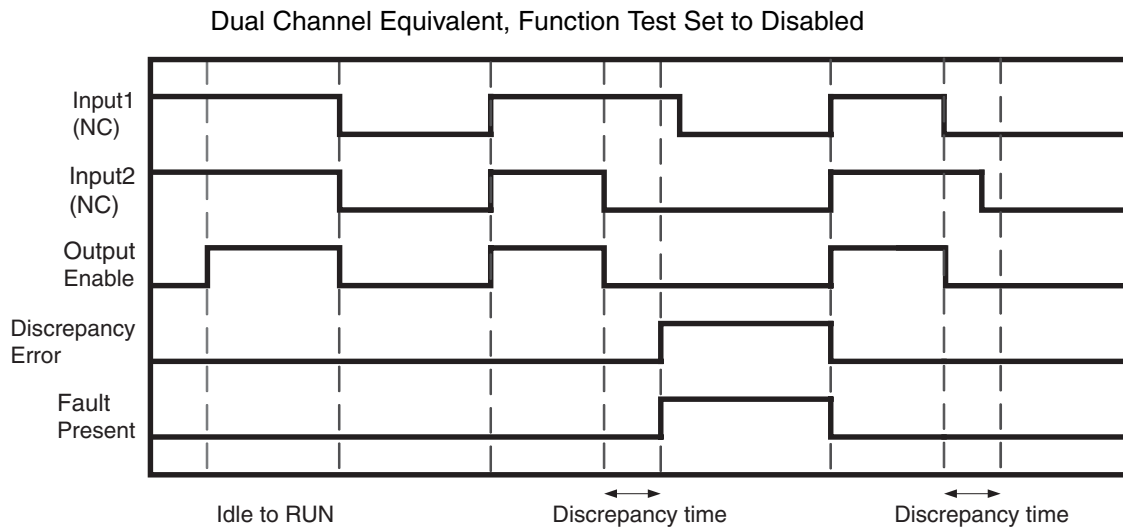 Dual Channel Equivalent, Function Test Set to Disabled
Input1
(NC)
Input2
(NC)
Output
Enable
Discrepancy
Error
Fault
Present
Idle to RUN
Discrepancy time
Discrepancy time